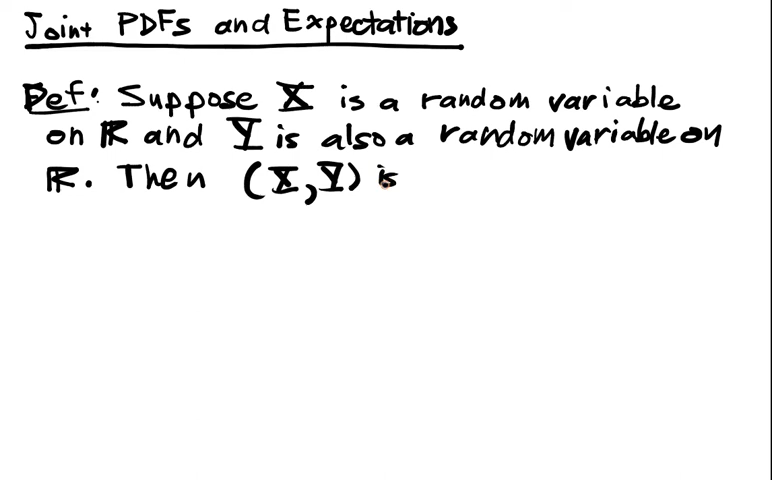 Joint PDFs and Expectations
Def: Suppose X is a random variable
on ℝ and Y is also a random variable on
ℝ. Then (X,Y) is